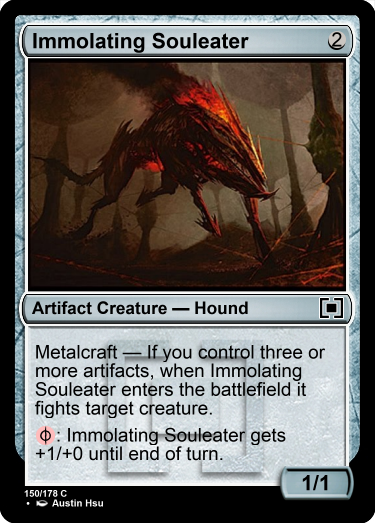 Immolating Souleater 2
Artifact Creature — Hound
Metalcraft — If you control three or
more artifacts, when Immolating
Souleater enters the battlefield it
fights target creature.
: Immolating Souleater gets
+1/+0 until end of turn.
1/1
150/178 C
• Austin Hsu